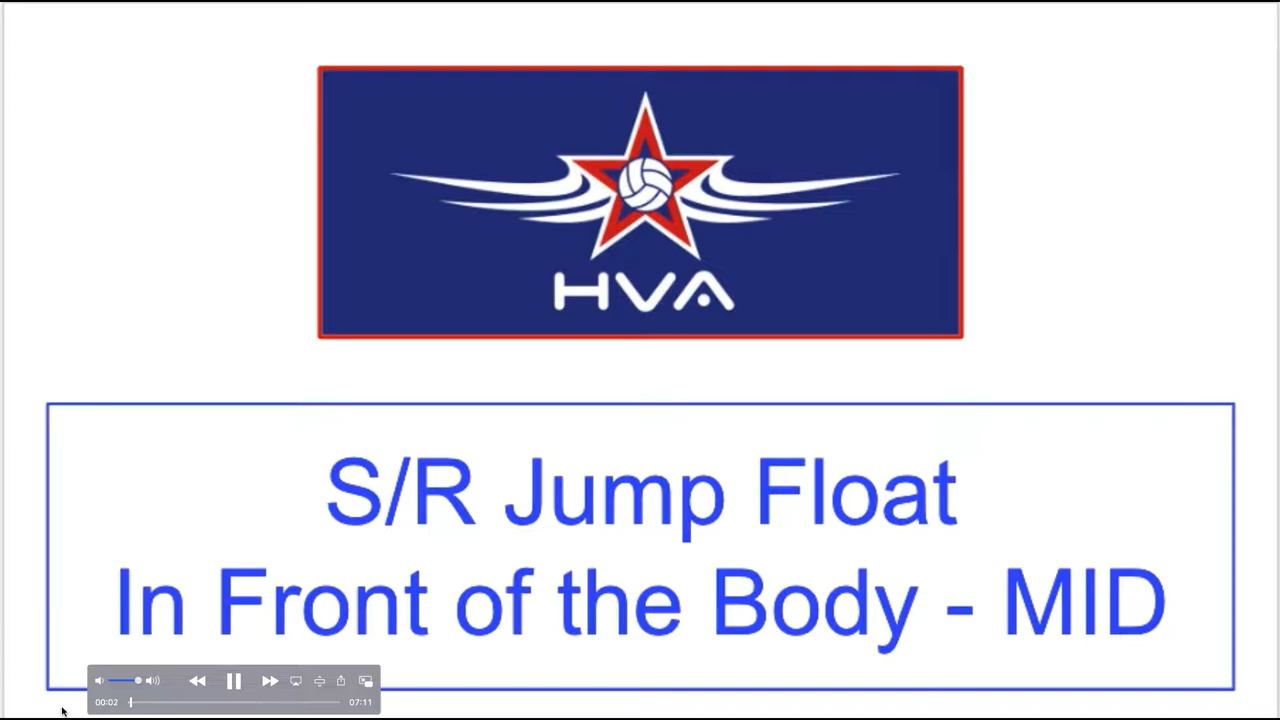 HVA
S/R Jump Float
In Front of the Body - MID
00:02
07:11